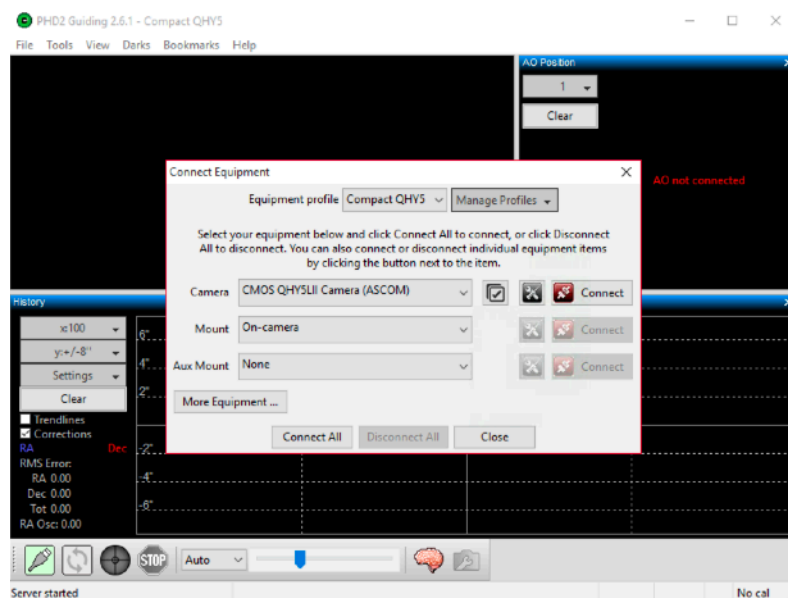 PHD2 Guiding 2.6.1 - Compact QHY5
File Tools View Darks Bookmarks Help
AO Position
1
Clear
AO not connected
Connect Equipment
Equipment profile Compact QHY5 Manage Profiles
Select your equipment below and click Connect All to connect, or click Disconnect
All to disconnect. You can also connect or disconnect individual equipment items
by clicking the button next to the item.
Camera CMOS QHY5LII Camera (ASCOM) Connect
Mount On-camera Connect
Aux Mount None Connect
More Equipment ...
Connect All Disconnect All Close
History
x:100
y:+/-8"
Settings
Clear
Trendlines
Corrections
RA Dec
RMS Error:
RA 0.00
Dec 0.00
Tot 0.00
RA Osc: 0.00
6"
4"
2"
-2"
-4"
-6"
STOP Auto
Server started No cal